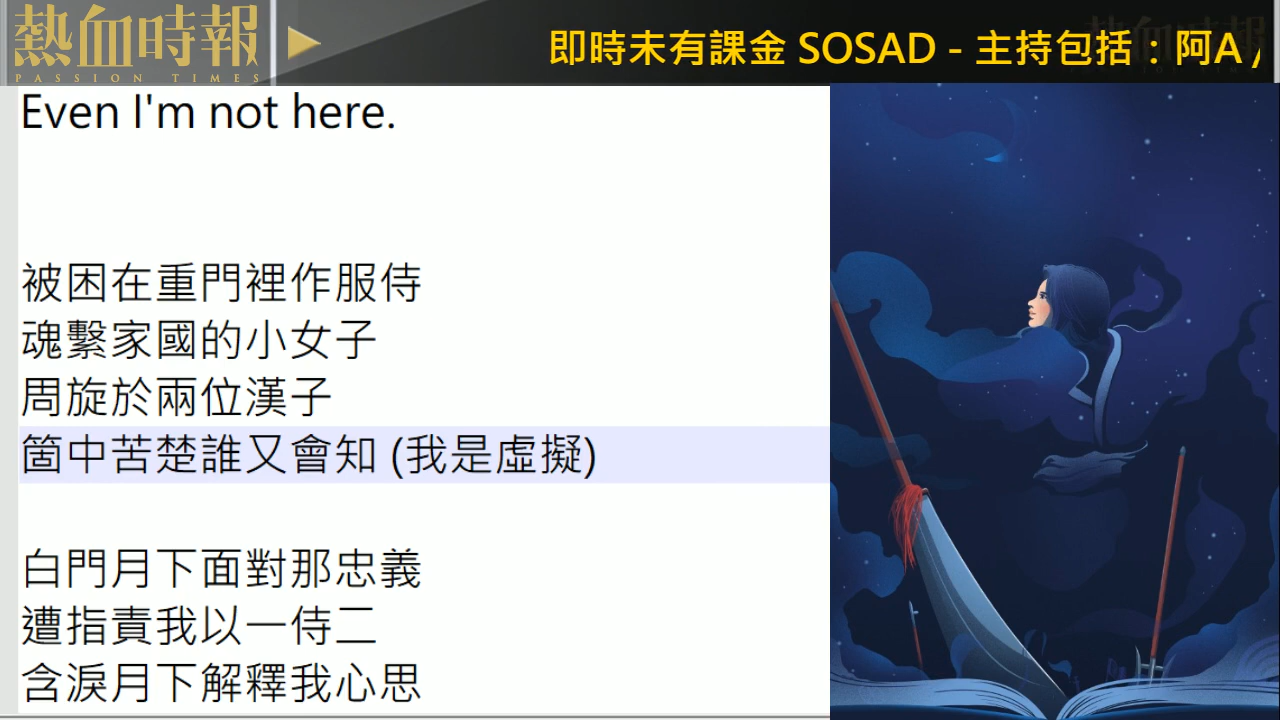 熱血時報
PASSION TIMES
即時未有課金 SOSAD - 主持包括：阿A /
Even I'm not here.
被困在重門裡作服侍
魂繫家國的小女子
周旋於兩位漢子
箇中苦楚誰又會知 (我是虛擬)
白門月下面對那忠義
遭指責我以一侍二
含淚月下解釋我心思